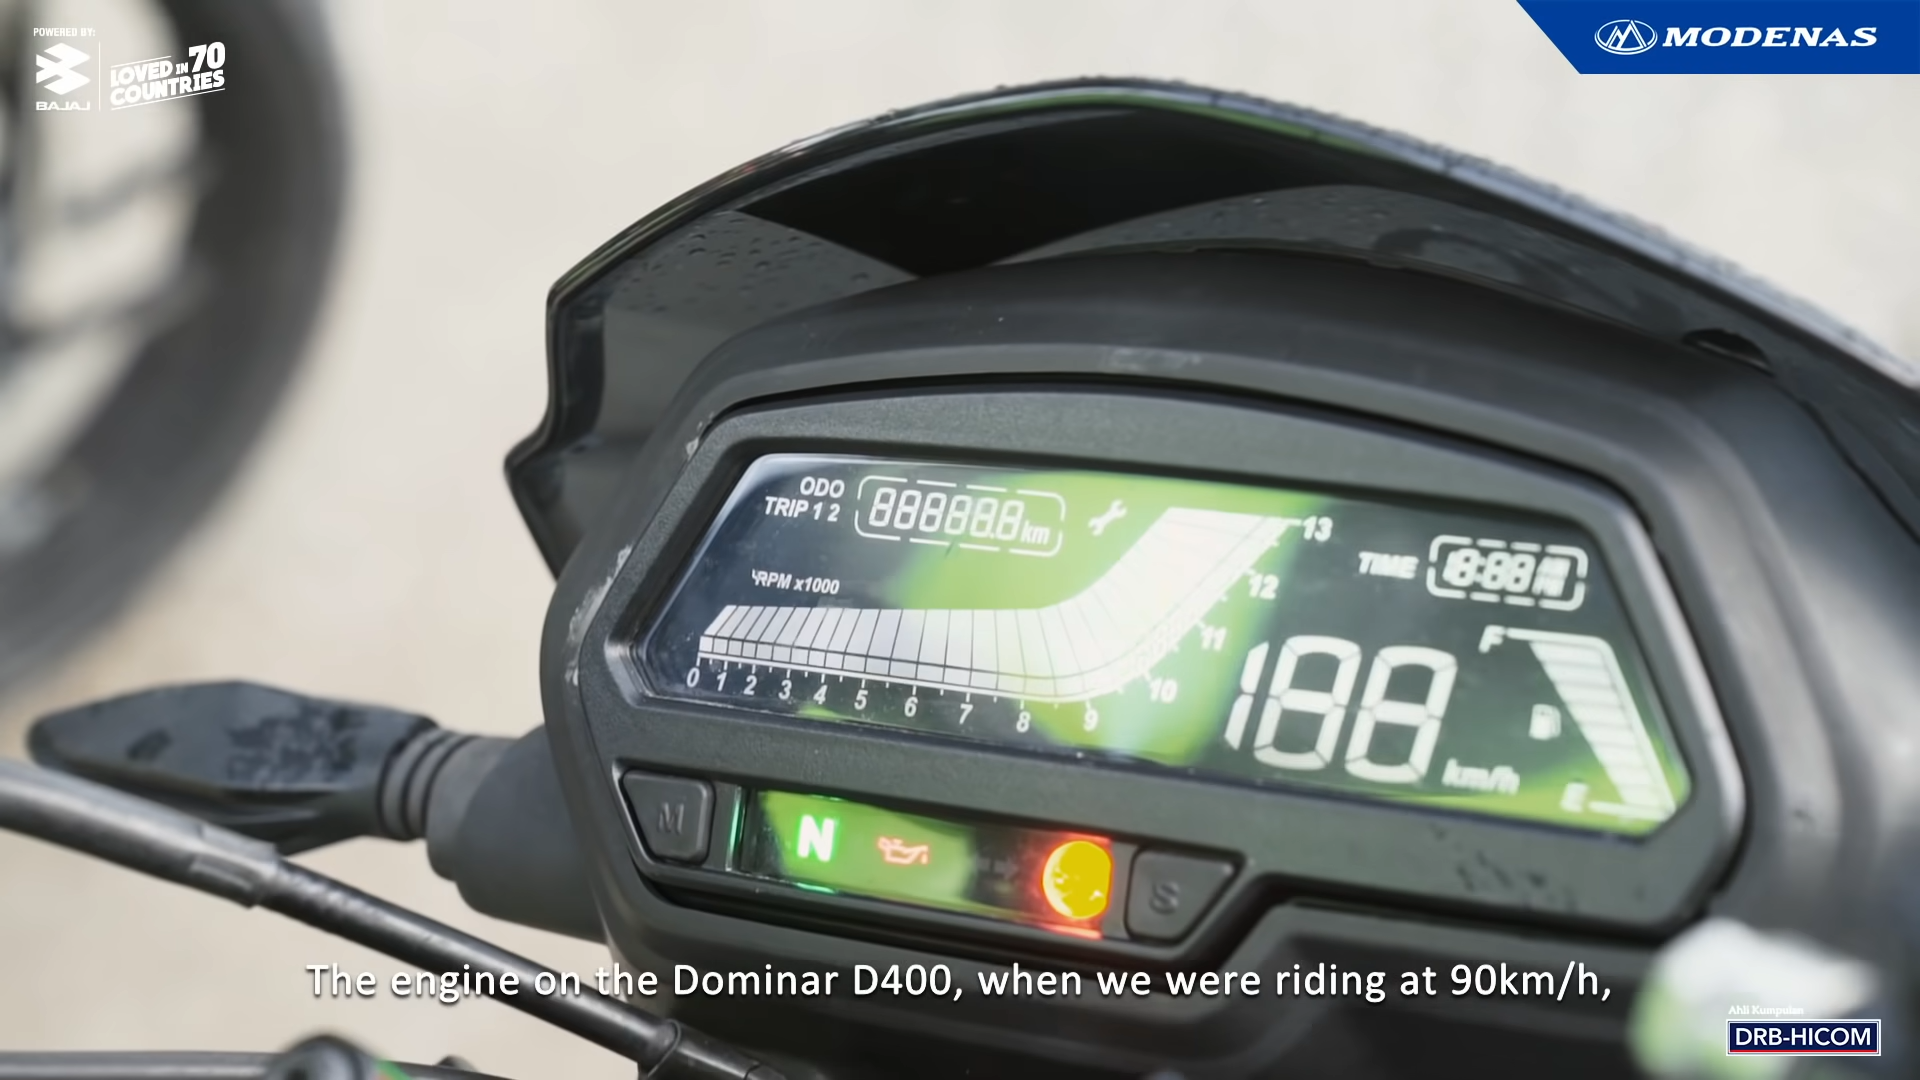 POWERED BY:
BAJAJ
LOVED IN 70
COUNTRIES
MODENAS
ODO
TRIP 1 2
888888.8 km
RPM x1000
0 1 2 3 4 5 6 7 8 9 10 11 12 13
TIME
188
km/h
F
E
M
N
S
The engine on the Dominar D400, when we were riding at 90km/h,
Ahli Kumpulan
DRB-HICOM